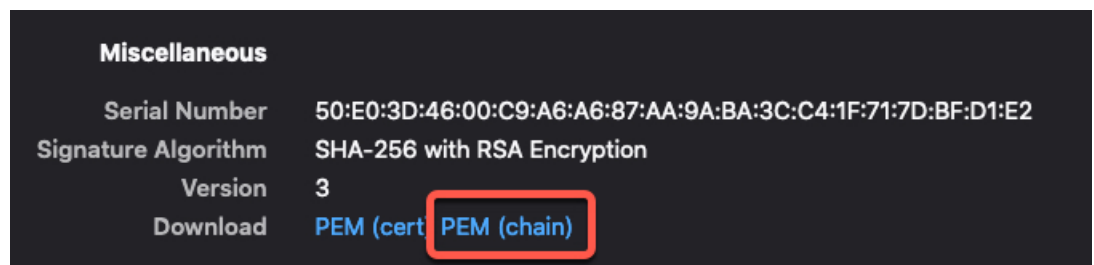 Miscellaneous
Serial Number 50:E0:3D:46:00:C9:A6:A6:87:AA:9A:BA:3C:C4:1F:71:7D:BF:D1:E2
Signature Algorithm SHA-256 with RSA Encryption
Version 3
Download PEM (cert) PEM (chain)